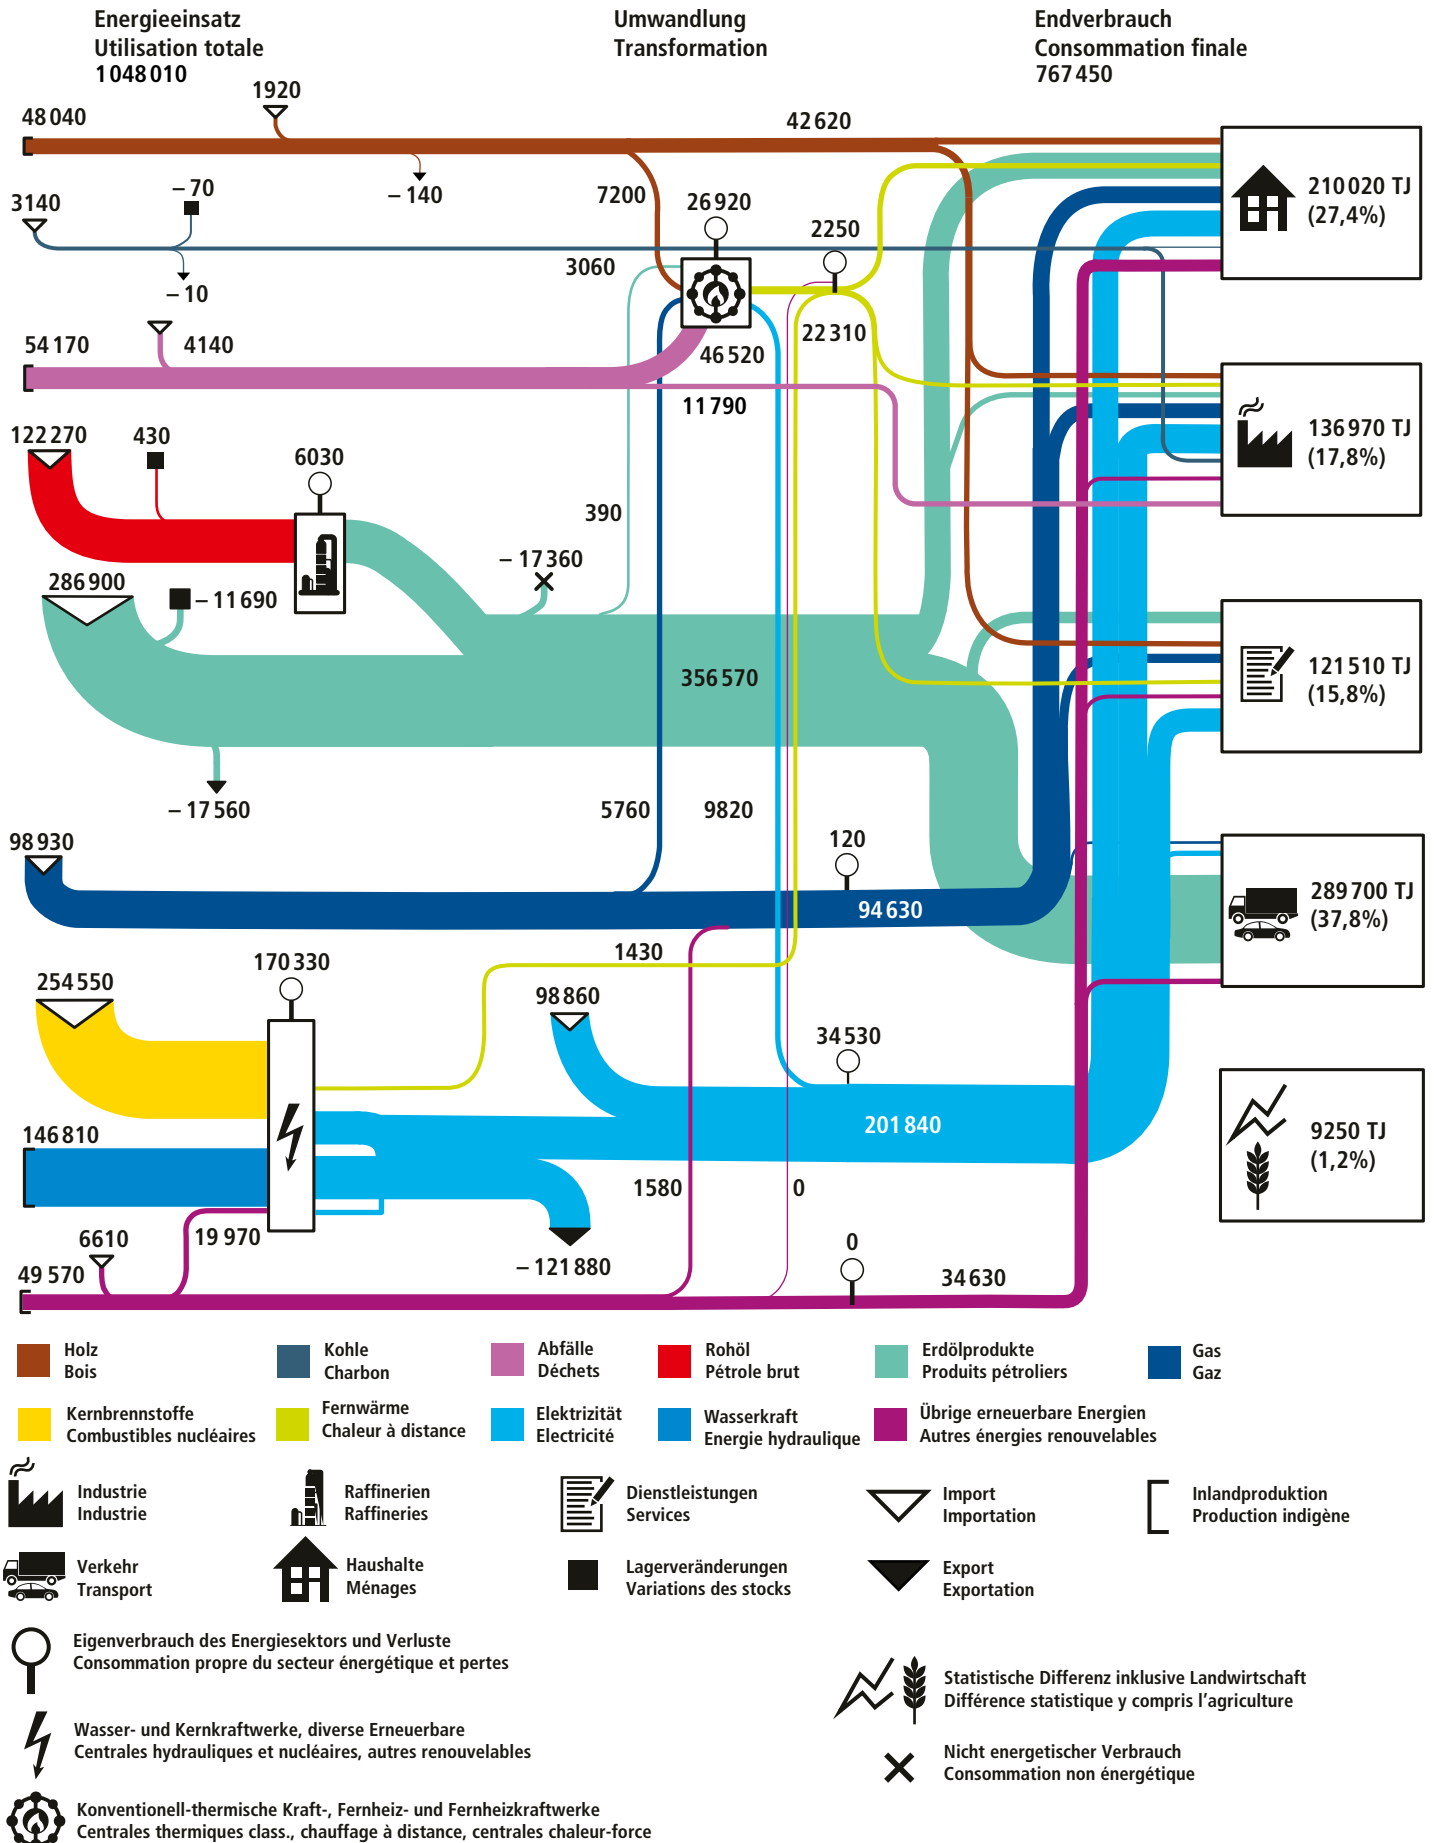 Energieeinsatz
Utilisation totale
1 048 010
Umwandlung
Transformation
Endverbrauch
Consommation finale
767 450
1920
48 040
42 620
– 140
7200
– 70
3140
26 920
2250
210 020 TJ
(27,4%)
3060
– 10
54 170
4140
46 520
22 310
11 790
136 970 TJ
(17,8%)
122 270
430
6030
390
– 17 360
286 900
– 11 690
356 570
121 510 TJ
(15,8%)
– 17 560
5760
9820
98 930
120
94 630
289 700 TJ
(37,8%)
1430
254 550
170 330
98 860
34 530
201 840
146 810
9250 TJ
(1,2%)
1580
0
19 970
6610
49 570
– 121 880
0
34 630
Holz
Bois
Kohle
Charbon
Abfälle
Déchets
Rohöl
Pétrole brut
Erdölprodukte
Produits pétroliers
Gas
Gaz
Kernbrennstoffe
Combustibles nucléaires
Fernwärme
Chaleur à distance
Elektrizität
Electricité
Wasserkraft
Energie hydraulique
Übrige erneuerbare Energien
Autres énergies renouvelables
Industrie
Industrie
Raffinerien
Raffineries
Dienstleistungen
Services
Import
Importation
Inlandproduktion
Production indigène
Verkehr
Transport
Haushalte
Ménages
Lagerveränderungen
Variations des stocks
Export
Exportation
Eigenverbrauch des Energiesektors und Verluste
Consommation propre du secteur énergétique et pertes
Statistische Differenz inklusive Landwirtschaft
Différence statistique y compris l'agriculture
Wasser- und Kernkraftwerke, diverse Erneuerbare
Centrales hydrauliques et nucléaires, autres renouvelables
Nicht energetischer Verbrauch
Consommation non énergétique
Konventionell-thermische Kraft-, Fernheiz- und Fernheizkraftwerke
Centrales thermiques class., chauffage à distance, centrales chaleur-force